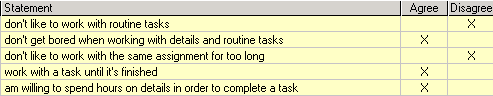 Statement Agree Disagree
don't like to work with routine tasks X
don't get bored when working with details and routine tasks X
don't like to work with the same assignment for too long X
work with a task until it's finished X
am willing to spend hours on details in order to complete a task X